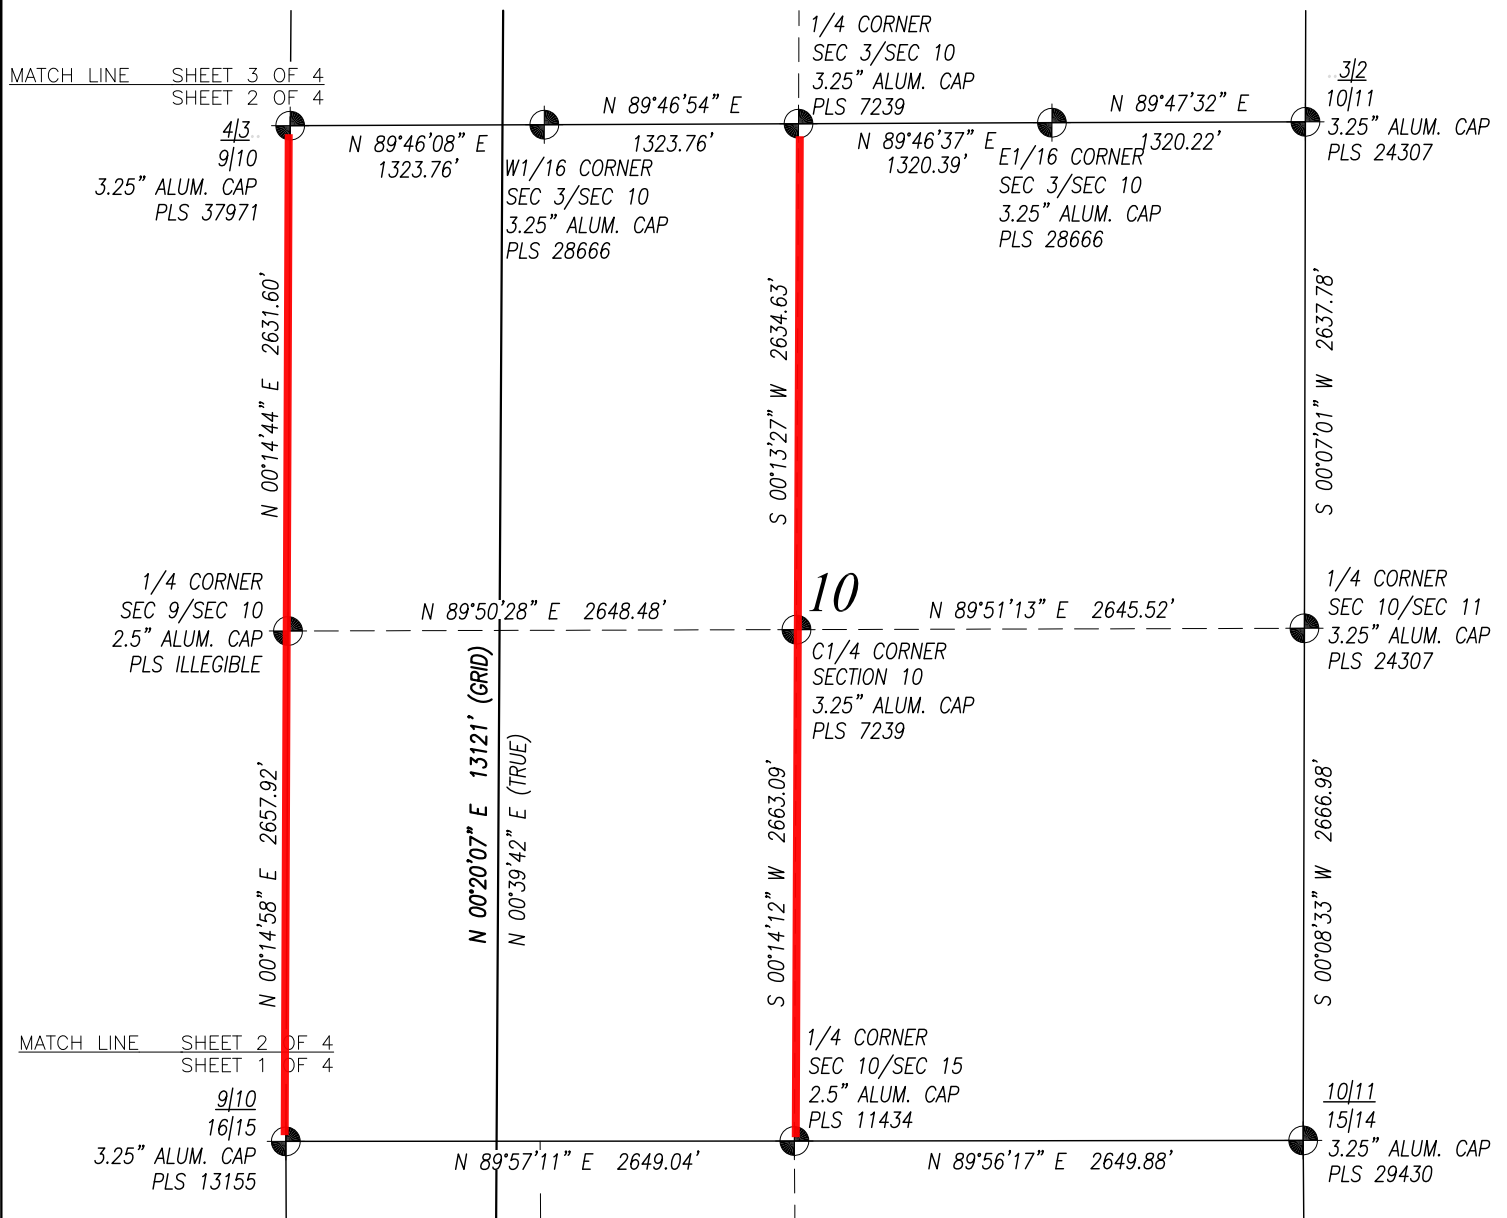 1/4 CORNER
SEC 3/SEC 10
3.25" ALUM. CAP
PLS 7239
MATCH LINE SHEET 3 OF 4
SHEET 2 OF 4
3|2
10|11
3.25" ALUM. CAP
PLS 24307
4|3
9|10
3.25" ALUM. CAP
PLS 37971
N 89°46'08" E
1323.76'
N 89°46'54" E
1323.76'
N 89°46'37" E
1320.39'
N 89°47'32" E
1320.22'
W1/16 CORNER
SEC 3/SEC 10
3.25" ALUM. CAP
PLS 28666
E1/16 CORNER
SEC 3/SEC 10
3.25" ALUM. CAP
PLS 28666
N 00°14'44" E 2631.60'
S 00°13'27" W 2634.63'
S 00°07'01" W 2637.78'
1/4 CORNER
SEC 9/SEC 10
2.5" ALUM. CAP
PLS ILLEGIBLE
N 89°50'28" E 2648.48'
10
N 89°51'13" E 2645.52'
1/4 CORNER
SEC 10/SEC 11
3.25" ALUM. CAP
PLS 24307
C1/4 CORNER
SECTION 10
3.25" ALUM. CAP
PLS 7239
N 00°14'58" E 2657.92'
N 00°20'07" E 13121' (GRID)
N 00°39'42" E (TRUE)
S 00°14'12" W 2663.09'
S 00°08'33" W 2666.98'
MATCH LINE SHEET 2 OF 4
SHEET 1 OF 4
1/4 CORNER
SEC 10/SEC 15
2.5" ALUM. CAP
PLS 11434
9|10
16|15
3.25" ALUM. CAP
PLS 13155
N 89°57'11" E 2649.04'
N 89°56'17" E 2649.88'
10|11
15|14
3.25" ALUM. CAP
PLS 29430